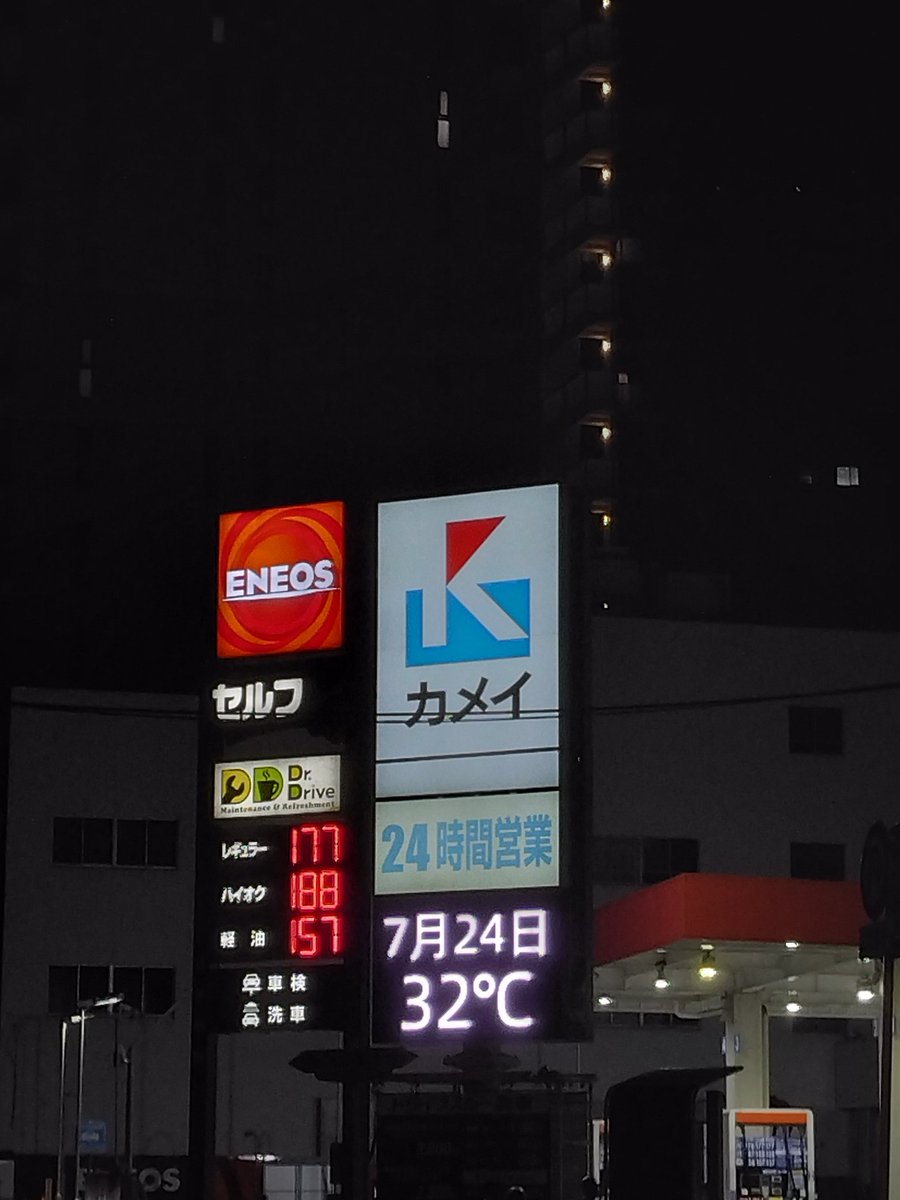 ENEOS
セルフ
DD Dr. Drive
Maintenance & Refreshment
レギュラー 177
ハイオク 188
軽油 157
車検
洗車
K
カメイ
24時間営業
7月24日
32℃
ENEOS